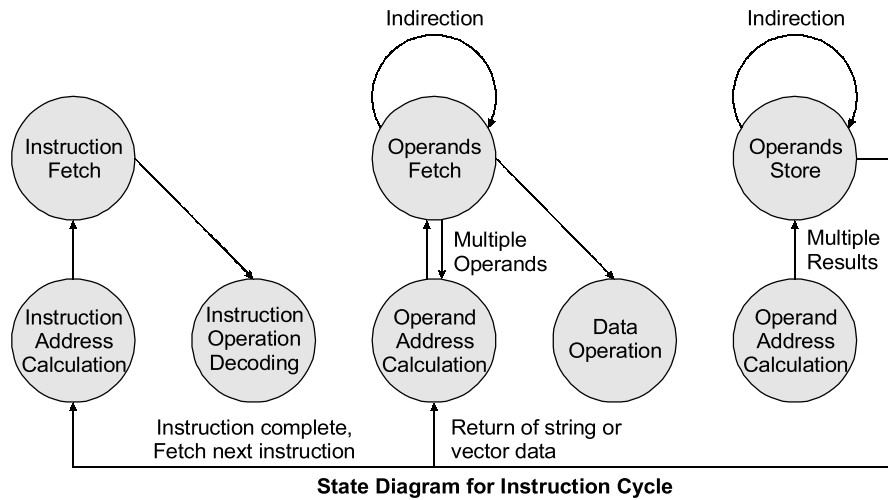 Indirection
Indirection
Instruction
Fetch
Operands
Fetch
Operands
Store
Multiple
Operands
Multiple
Results
Instruction
Address
Calculation
Instruction
Operation
Decoding
Operand
Address
Calculation
Data
Operation
Operand
Address
Calculation
Instruction complete,
Fetch next instruction
Return of string or
vector data
State Diagram for Instruction Cycle